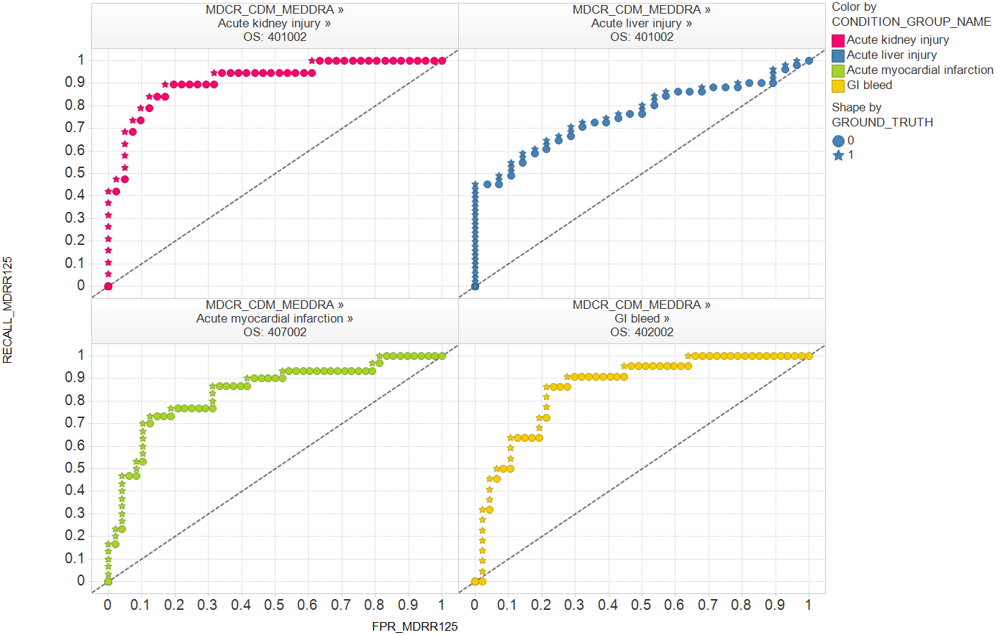 MDCR_CDM_MEDDRA »
Acute kidney injury »
OS: 401002
MDCR_CDM_MEDDRA »
Acute liver injury »
OS: 401002
Color by
CONDITION_GROUP_NAME
Acute kidney injury
Acute liver injury
Acute myocardial infarction
GI bleed
Shape by
GROUND_TRUTH
0
1
1
0.9
0.8
0.7
0.6
0.5
0.4
0.3
0.2
0.1
0
RECALL_MDRR125
MDCR_CDM_MEDDRA »
Acute myocardial infarction »
OS: 407002
MDCR_CDM_MEDDRA »
GI bleed »
OS: 402002
1
0.9
0.8
0.7
0.6
0.5
0.4
0.3
0.2
0.1
0
0 0.1 0.2 0.3 0.4 0.5 0.6 0.7 0.8 0.9 1
0 0.1 0.2 0.3 0.4 0.5 0.6 0.7 0.8 0.9 1
FPR_MDRR125